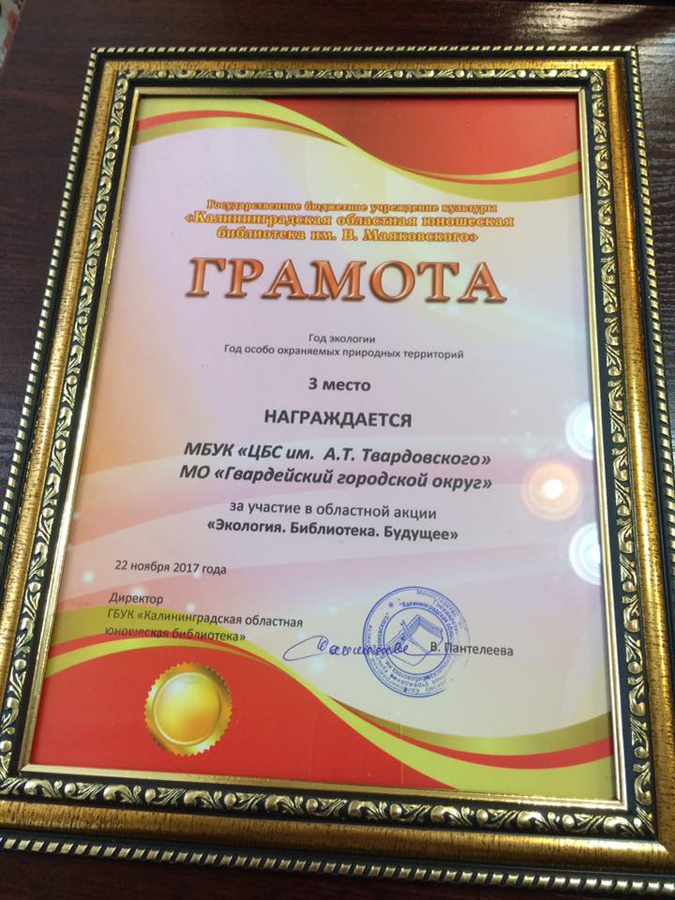 Государственное бюджетное учреждение культуры
«Калининградская областная юношеская
библиотека им. В. Маяковского»
ГРАМОТА
Год экологии
Год особо охраняемых природных территорий
3 место
НАГРАЖДАЕТСЯ
МБУК «ЦБС им. А.Т. Твардовского»
МО «Гвардейский городской округ»
за участие в областной акции
«Экология. Библиотека. Будущее»
22 ноября 2017 года
Директор
ГБУК «Калининградская областная
юношеская библиотека»
В. Пантелеева